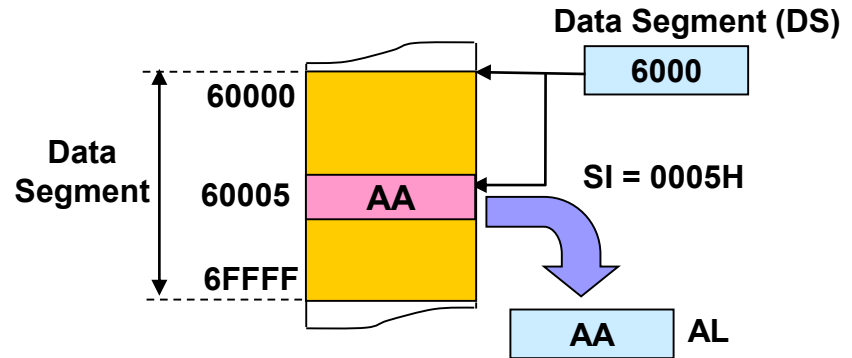 Data Segment (DS)
6000
60000
Data
Segment
60005
AA
SI = 0005H
6FFFF
AA
AL